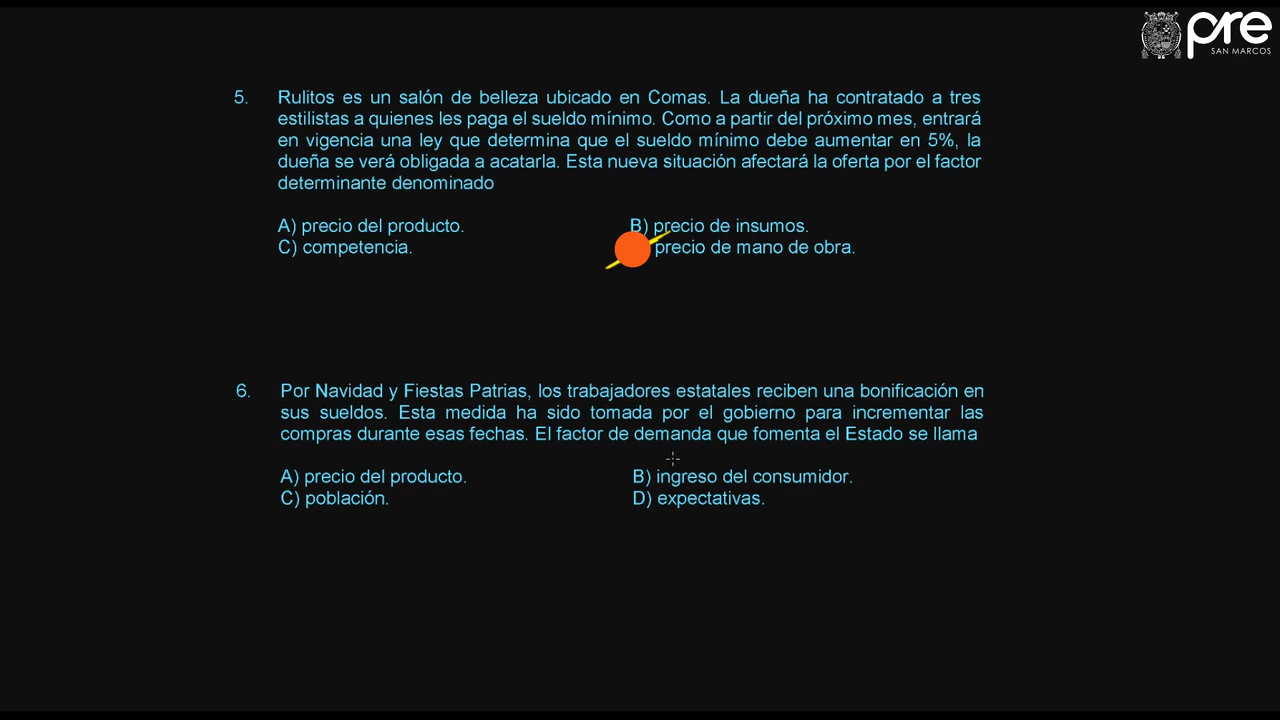 pre
SAN MARCOS
5. Rulitos es un salón de belleza ubicado en Comas. La dueña ha contratado a tres
estilistas a quienes les paga el sueldo mínimo. Como a partir del próximo mes, entrará
en vigencia una ley que determina que el sueldo mínimo debe aumentar en 5%, la
dueña se verá obligada a acatarla. Esta nueva situación afectará la oferta por el factor
determinante denominado
A) precio del producto. B) precio de insumos.
C) competencia. precio de mano de obra.
6. Por Navidad y Fiestas Patrias, los trabajadores estatales reciben una bonificación en
sus sueldos. Esta medida ha sido tomada por el gobierno para incrementar las
compras durante esas fechas. El factor de demanda que fomenta el Estado se llama
A) precio del producto. B) ingreso del consumidor.
C) población. D) expectativas.